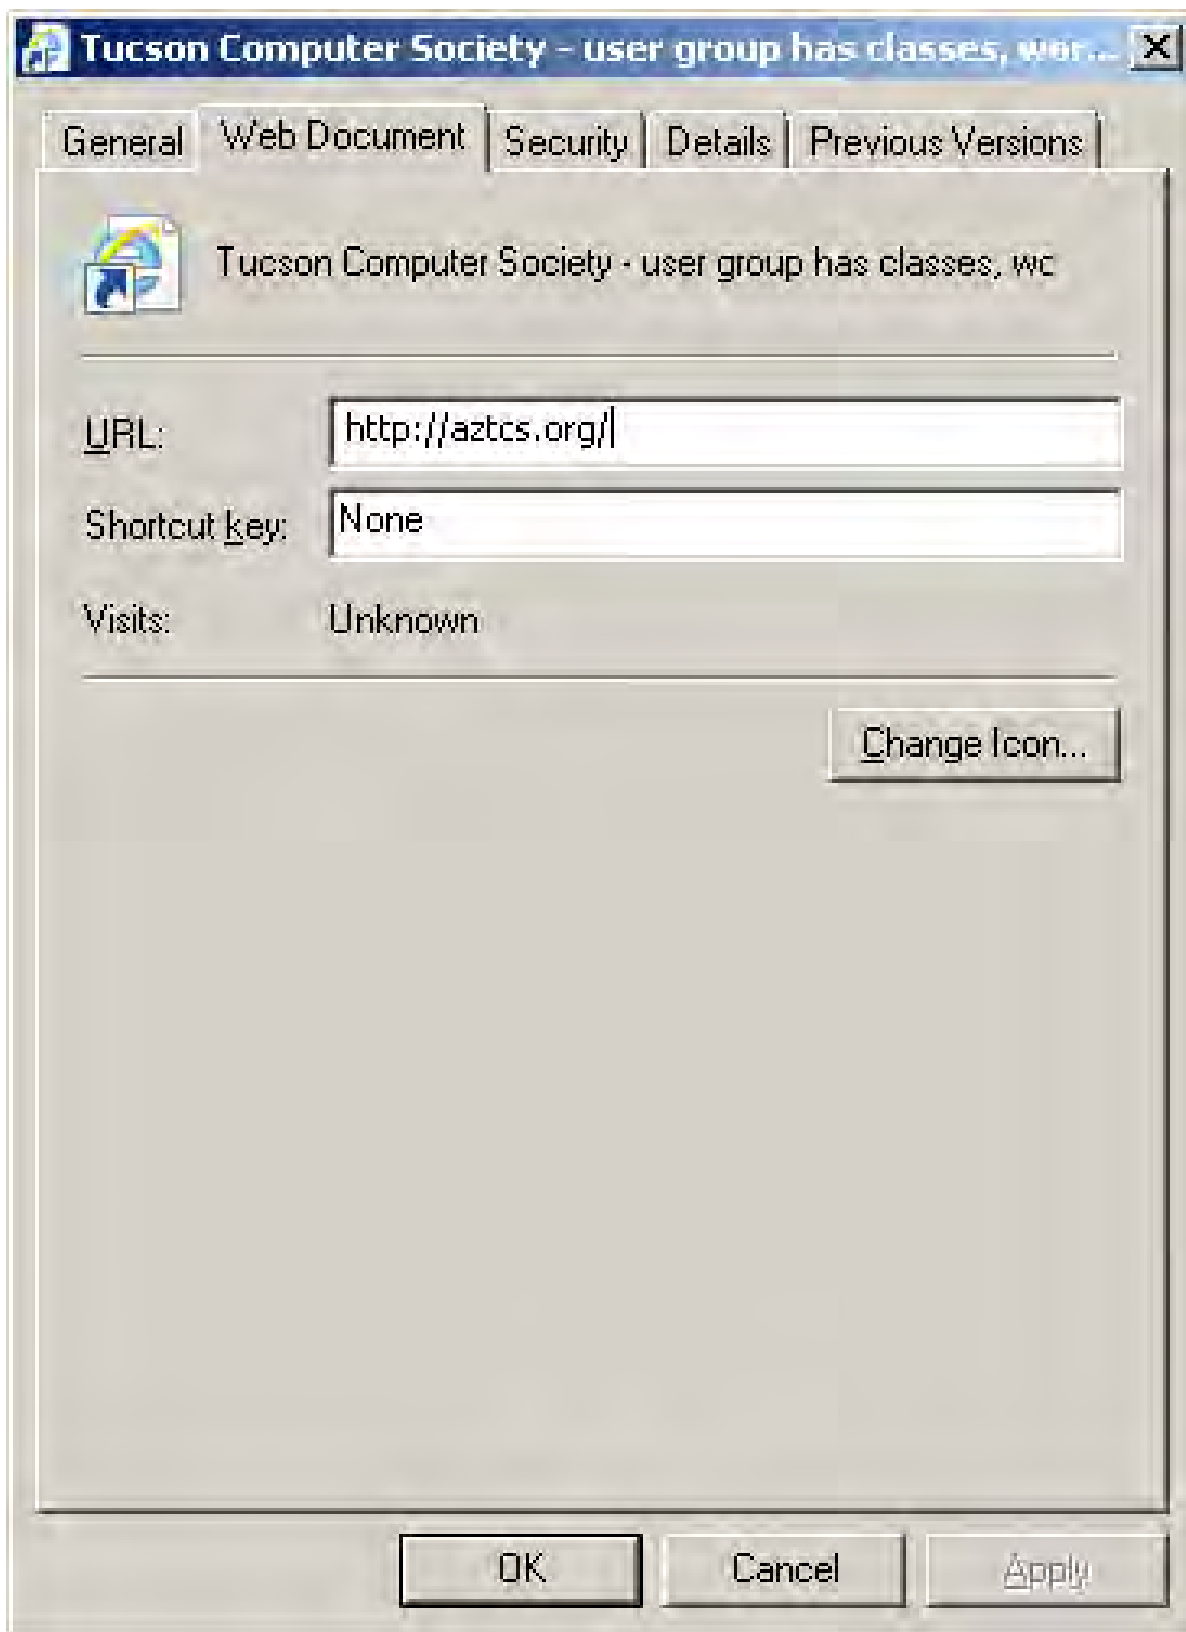 Tucson Computer Society - user group has classes, wor...
General Web Document Security Details Previous Versions
Tucson Computer Society - user group has classes, wc
URL: http://aztcs.org/
Shortcut key: None
Visits: Unknown
Change Icon...
OK Cancel Apply